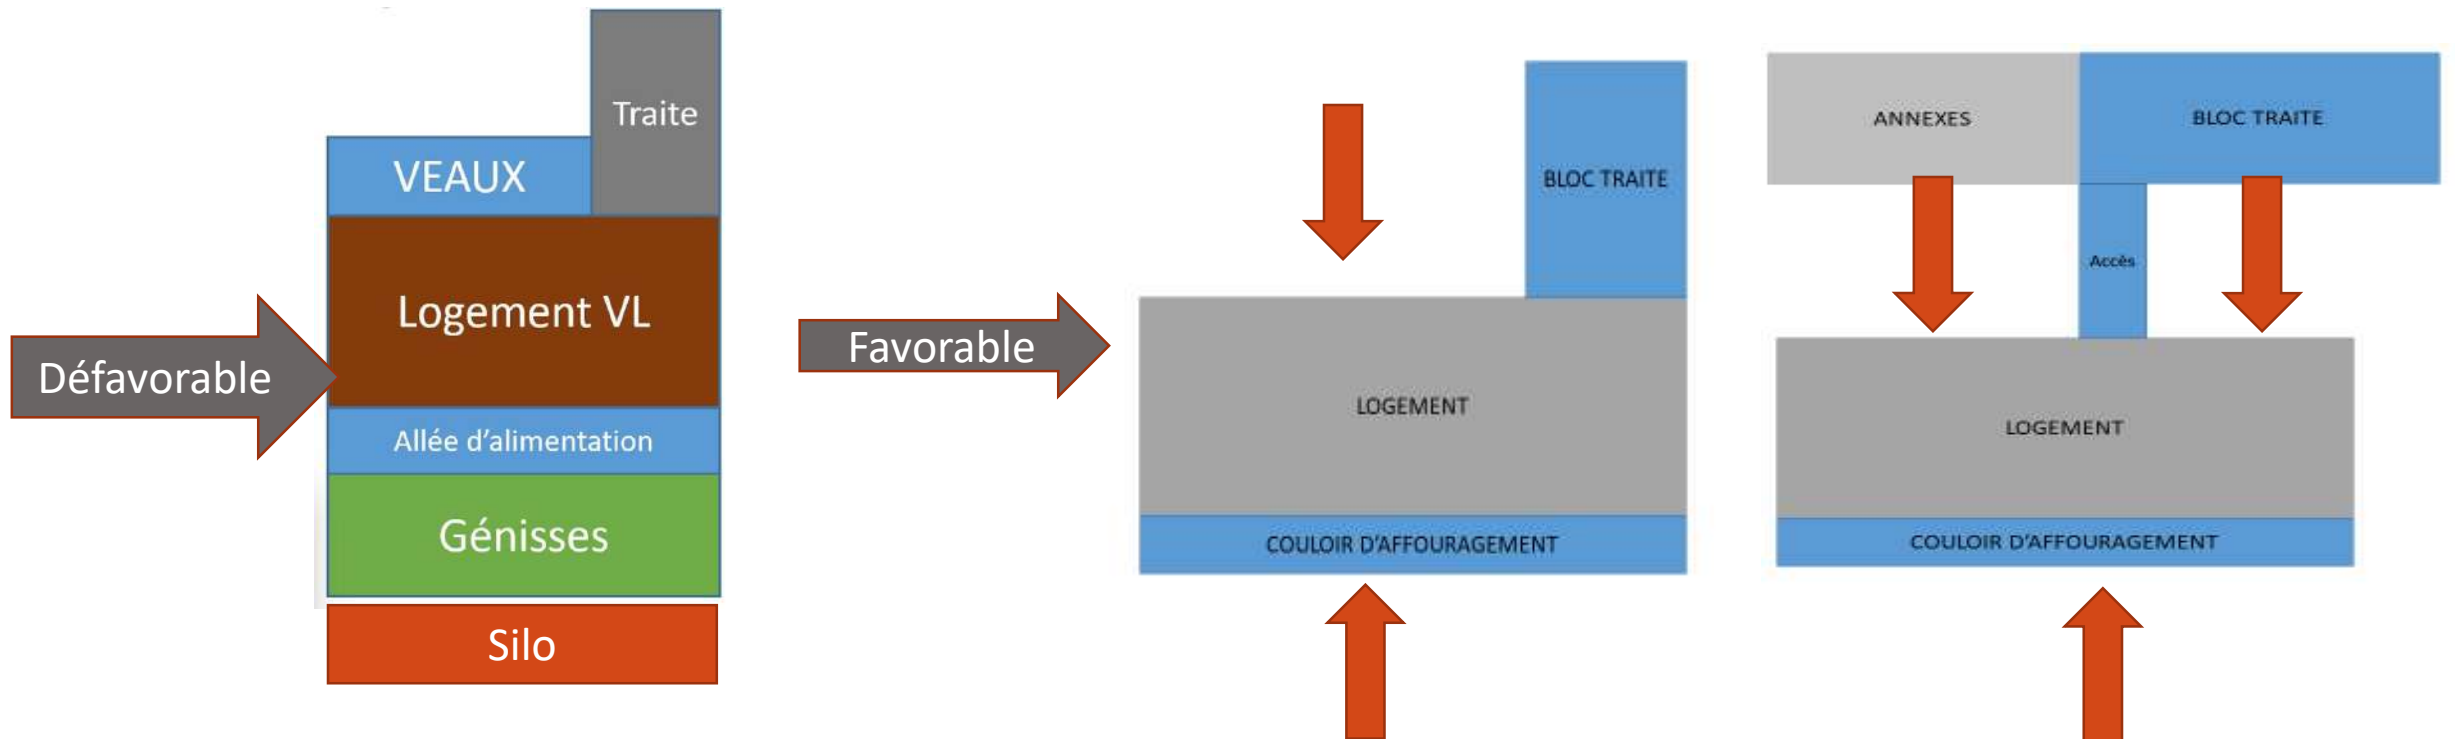 Défavorable
Traite
VEAUX
Logement VL
Allée d'alimentation
Génisses
Silo
Favorable
BLOC TRAITE
LOGEMENT
COULOIR D'AFFOURAGEMENT
ANNEXES
BLOC TRAITE
Accès
LOGEMENT
COULOIR D'AFFOURAGEMENT